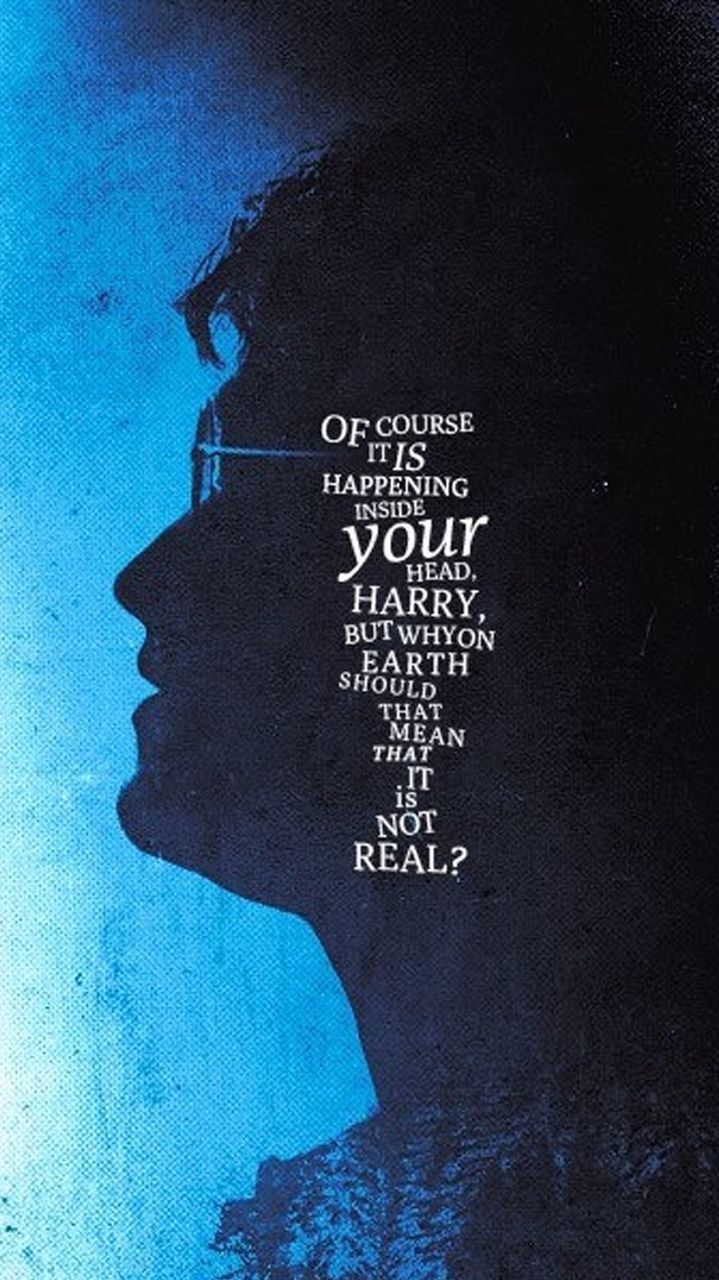 OF COURSE
IT IS
HAPPENING
INSIDE
your
HEAD,
HARRY,
BUT WHY ON
EARTH
SHOULD
THAT
MEAN
THAT
IT
is
NOT
REAL?